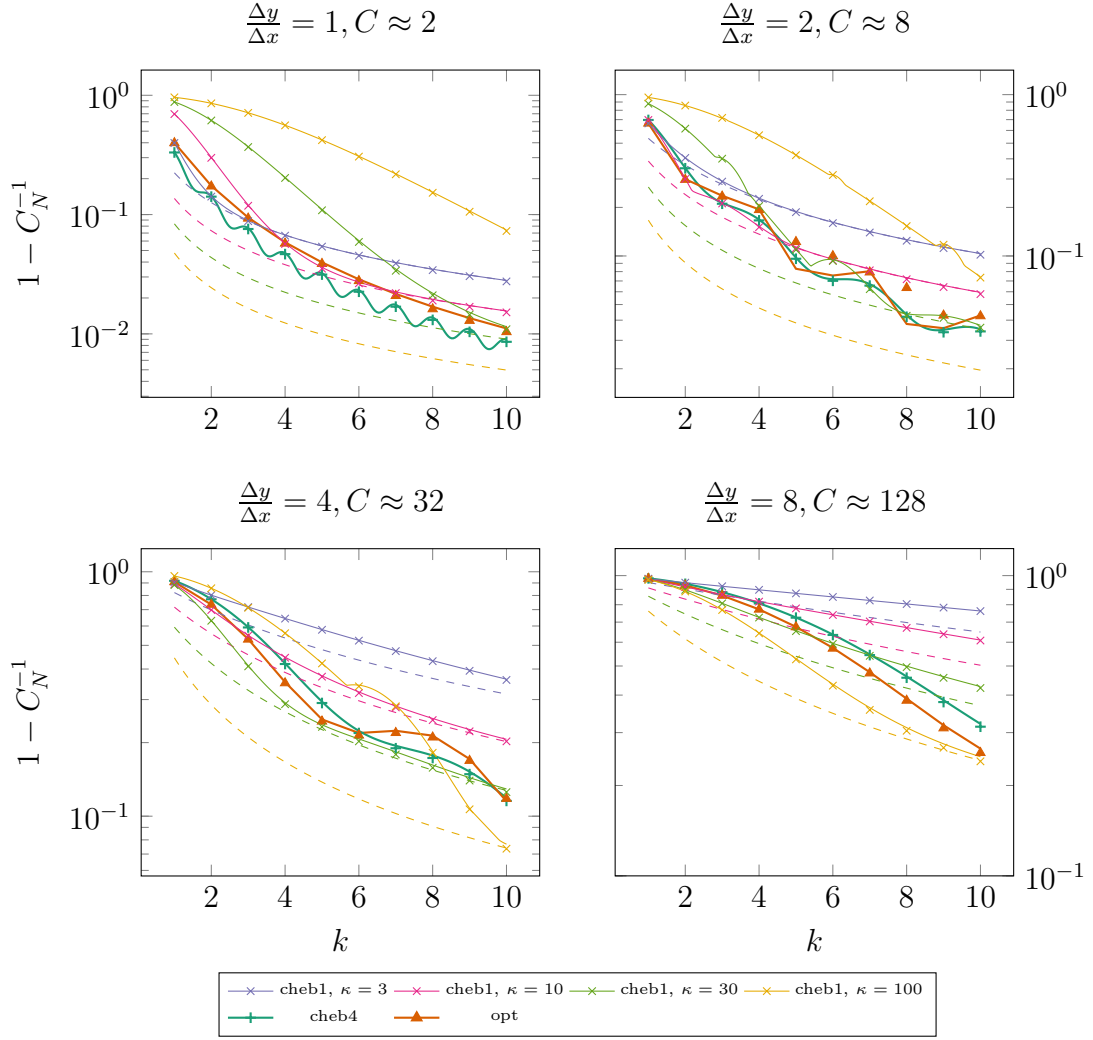 Δy/Δx = 1, C ≈ 2
Δy/Δx = 2, C ≈ 8
10^0
10^-1
10^-2
1 − C_N^-1
2 4 6 8 10
10^0
10^-1
2 4 6 8 10
Δy/Δx = 4, C ≈ 32
Δy/Δx = 8, C ≈ 128
10^0
10^-1
1 − C_N^-1
2 4 6 8 10
k
10^0
10^-1
2 4 6 8 10
k
cheb1, κ = 3 cheb1, κ = 10 cheb1, κ = 30 cheb1, κ = 100
cheb4 opt